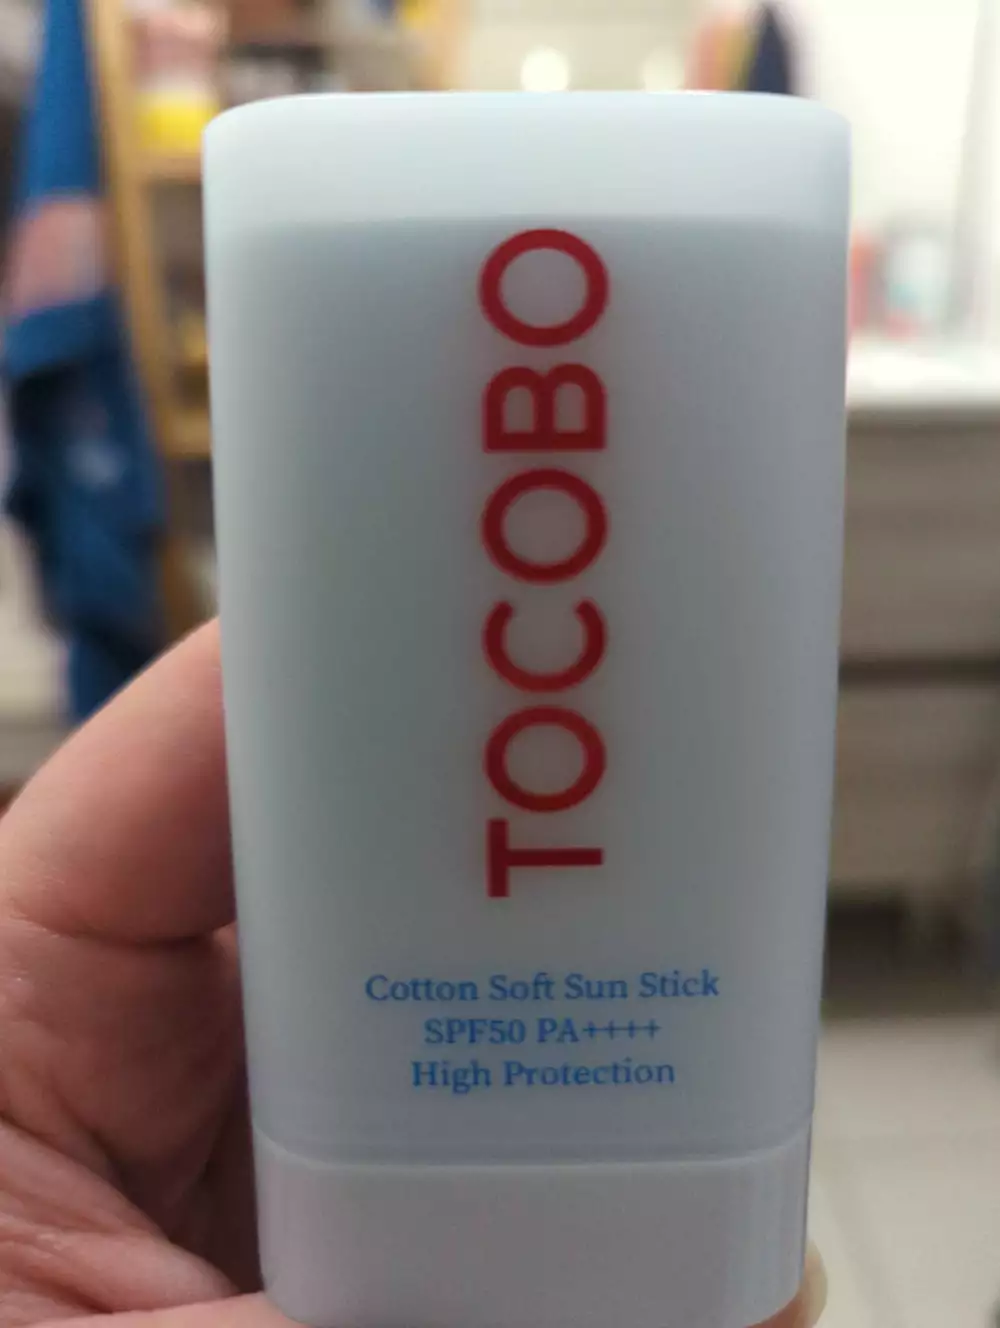 TOCOBO
Cotton Soft Sun Stick
SPF50 PA++++
High Protection